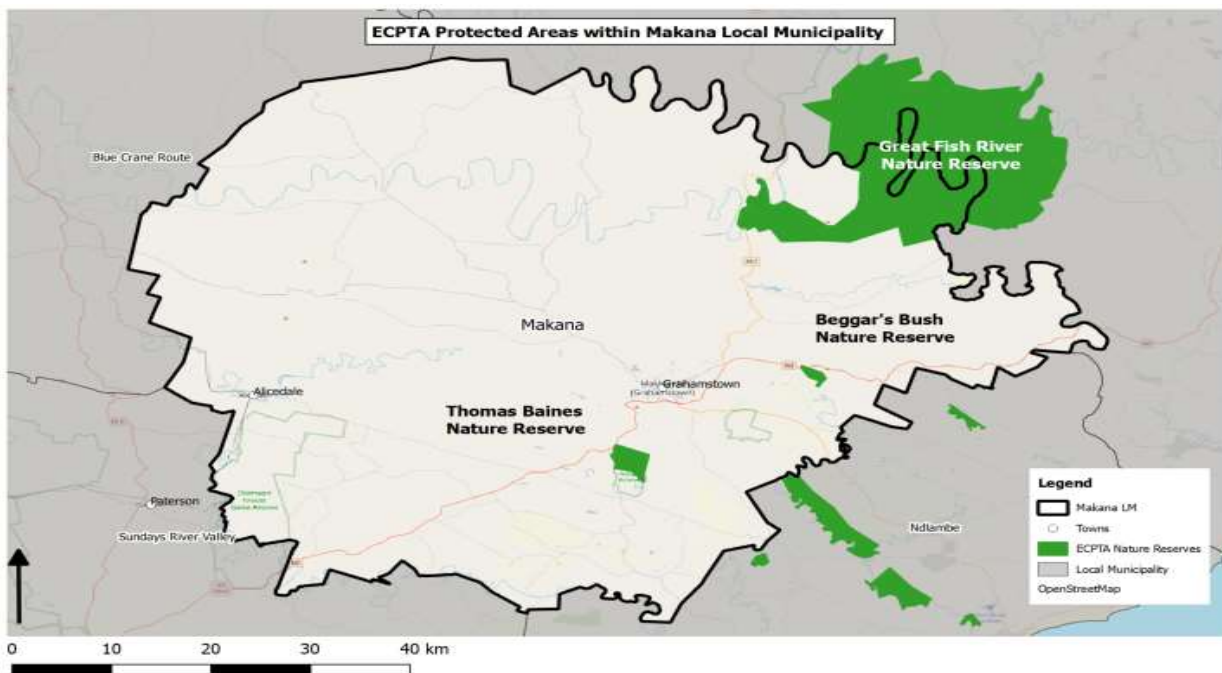 ECPTA Protected Areas within Makana Local Municipality
Blue Crane Route
Great Fish River
Nature Reserve
Beggar's Bush
Nature Reserve
Makana
Grahamstown
(Grahamstown)
Alicedale
Thomas Baines
Nature Reserve
Paterson
Sundays River Valley
Ndlambe
Legend
Makana LM
Towns
ECPTA Nature Reserves
Local Municipality
OpenStreetMap
0 10 20 30 40 km